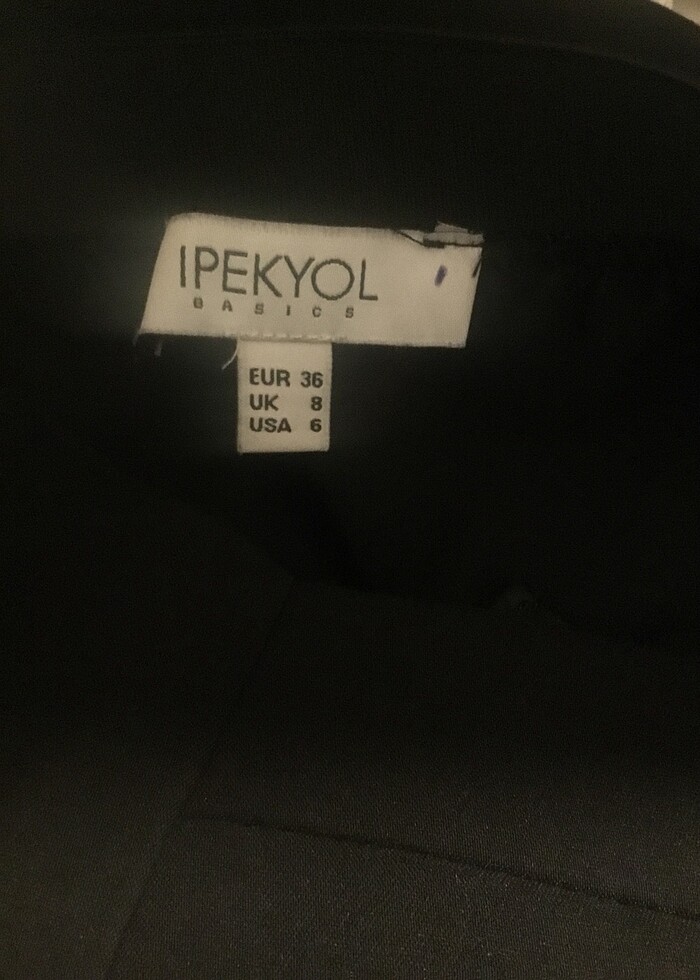 IPEKYOL
BASICS
EUR 36
UK 8
USA 6